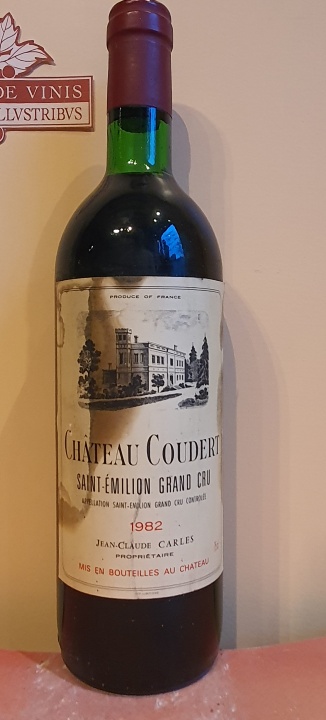 DE VINIS
ILLVSTRIBVS
PRODUCE OF FRANCE
CHÂTEAU COUDERT
SAINT-ÉMILION GRAND CRU
APPELLATION SAINT-ÉMILION GRAND CRU CONTRÔLÉE
1982
JEAN-CLAUDE CARLES
PROPRIÉTAIRE
MIS EN BOUTEILLES AU CHATEAU